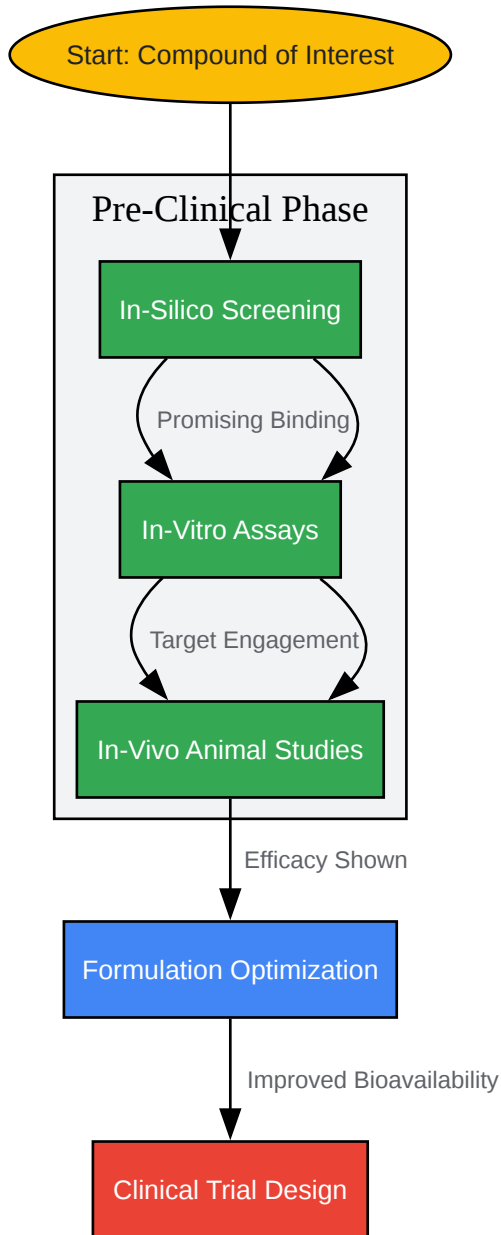 Start: Compound of Interest
Pre-Clinical Phase
In-Silico Screening
Promising Binding
In-Vitro Assays
Target Engagement
In-Vivo Animal Studies
Efficacy Shown
Formulation Optimization
Improved Bioavailability
Clinical Trial Design